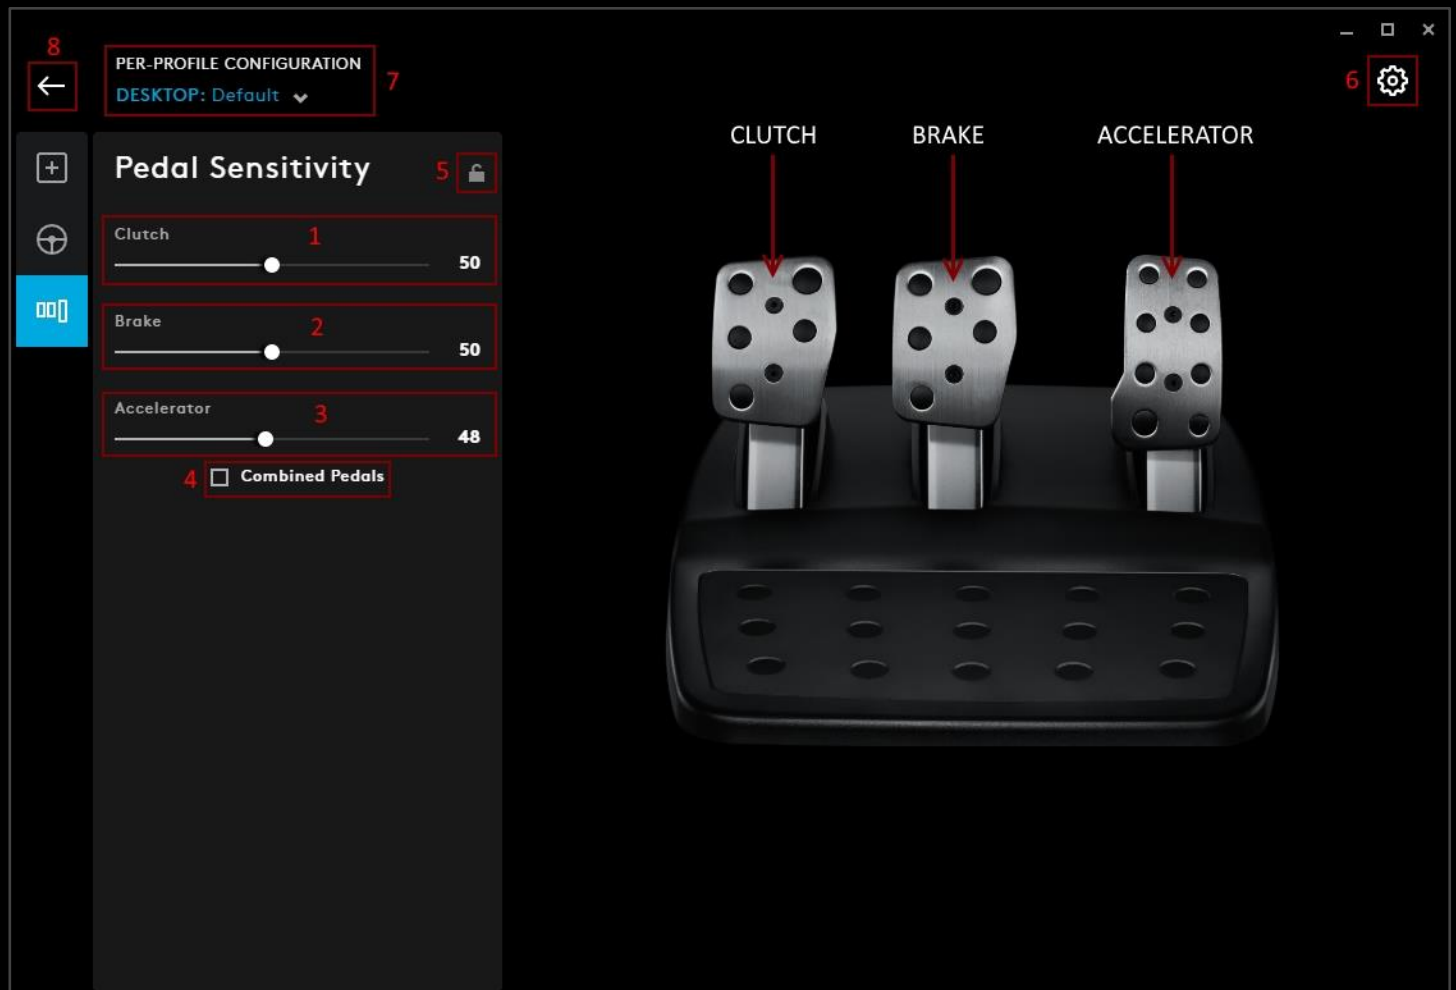 8
PER-PROFILE CONFIGURATION
DESKTOP: Default
7
6
Pedal Sensitivity
5
Clutch
1
50
Brake
2
50
Accelerator
3
48
4
Combined Pedals
CLUTCH
BRAKE
ACCELERATOR